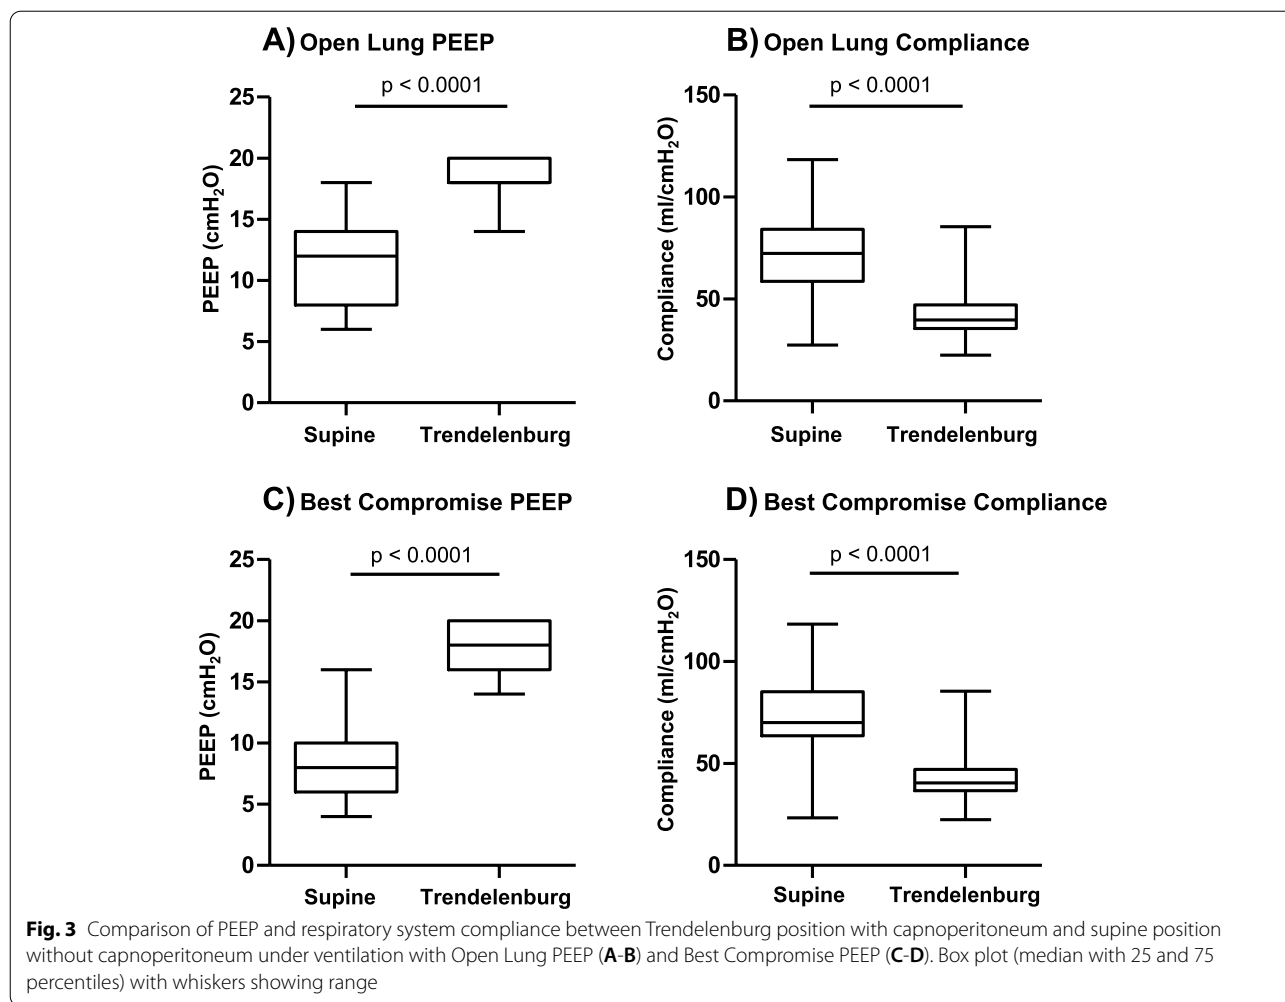 A) Open Lung PEEP
p < 0.0001
PEEP (cmH₂O)
25
20
15
10
5
0
Supine
Trendelenburg
B) Open Lung Compliance
p < 0.0001
Compliance (ml/cmH₂O)
150
100
50
0
Supine
Trendelenburg
C) Best Compromise PEEP
p < 0.0001
PEEP (cmH₂O)
25
20
15
10
5
0
Supine
Trendelenburg
D) Best Compromise Compliance
p < 0.0001
Compliance (ml/cmH₂O)
150
100
50
0
Supine
Trendelenburg
Fig. 3 Comparison of PEEP and respiratory system compliance between Trendelenburg position with capnoperitoneum and supine position
without capnoperitoneum under ventilation with Open Lung PEEP (A-B) and Best Compromise PEEP (C-D). Box plot (median with 25 and 75
percentiles) with whiskers showing range